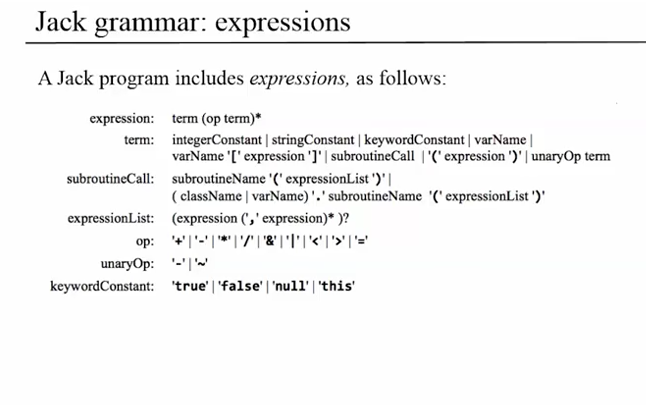 Jack grammar: expressions
A Jack program includes expressions, as follows:
expression: term (op term)*
term: integerConstant | stringConstant | keywordConstant | varName |
varName '[' expression ']' | subroutineCall | '(' expression ')' | unaryOp term
subroutineCall: subroutineName '(' expressionList ')' |
( className | varName) '.' subroutineName '(' expressionList ')'
expressionList: (expression (',' expression)* )?
op: '+' | '-' | '*' | '/' | '&' | '|' | '<' | '>' | '='
unaryOp: '-' | '~'
keywordConstant: 'true' | 'false' | 'null' | 'this'